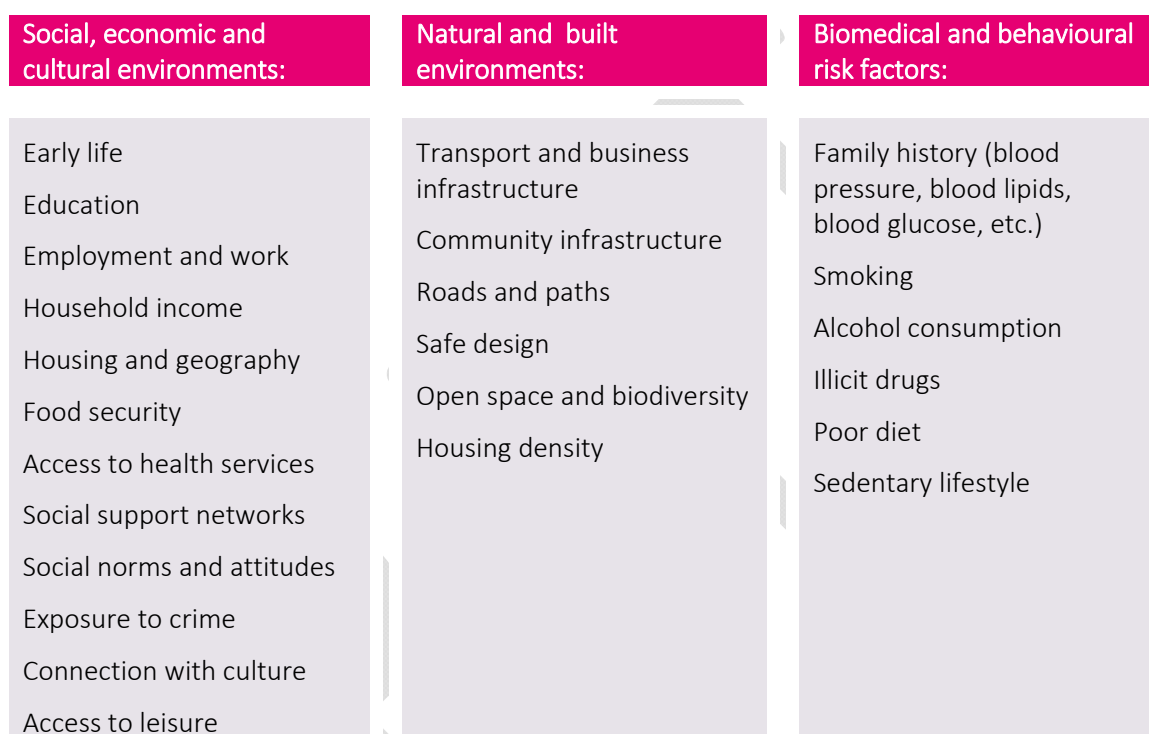 Social, economic and
cultural environments:
Early life
Education
Employment and work
Household income
Housing and geography
Food security
Access to health services
Social support networks
Social norms and attitudes
Exposure to crime
Connection with culture
Access to leisure
Natural and built
environments:
Transport and business
infrastructure
Community infrastructure
Roads and paths
Safe design
Open space and biodiversity
Housing density
Biomedical and behavioural
risk factors:
Family history (blood
pressure, blood lipids,
blood glucose, etc.)
Smoking
Alcohol consumption
Illicit drugs
Poor diet
Sedentary lifestyle